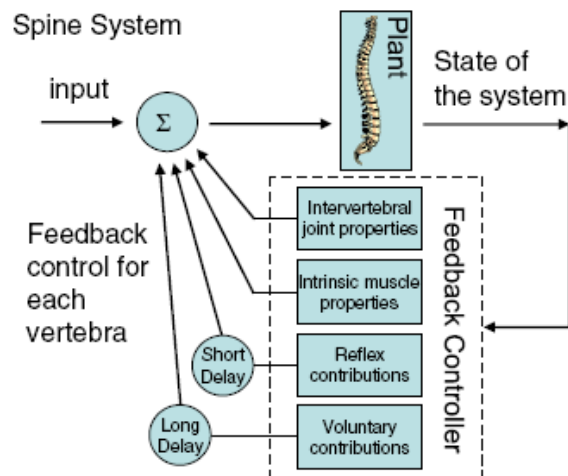 Spine System
input
Σ
Plant
State of
the system
Feedback
control for
each
vertebra
Intervertebral
joint properties
Intrinsic muscle
properties
Short
Delay
Reflex
contributions
Long
Delay
Voluntary
contributions
Feedback Controller